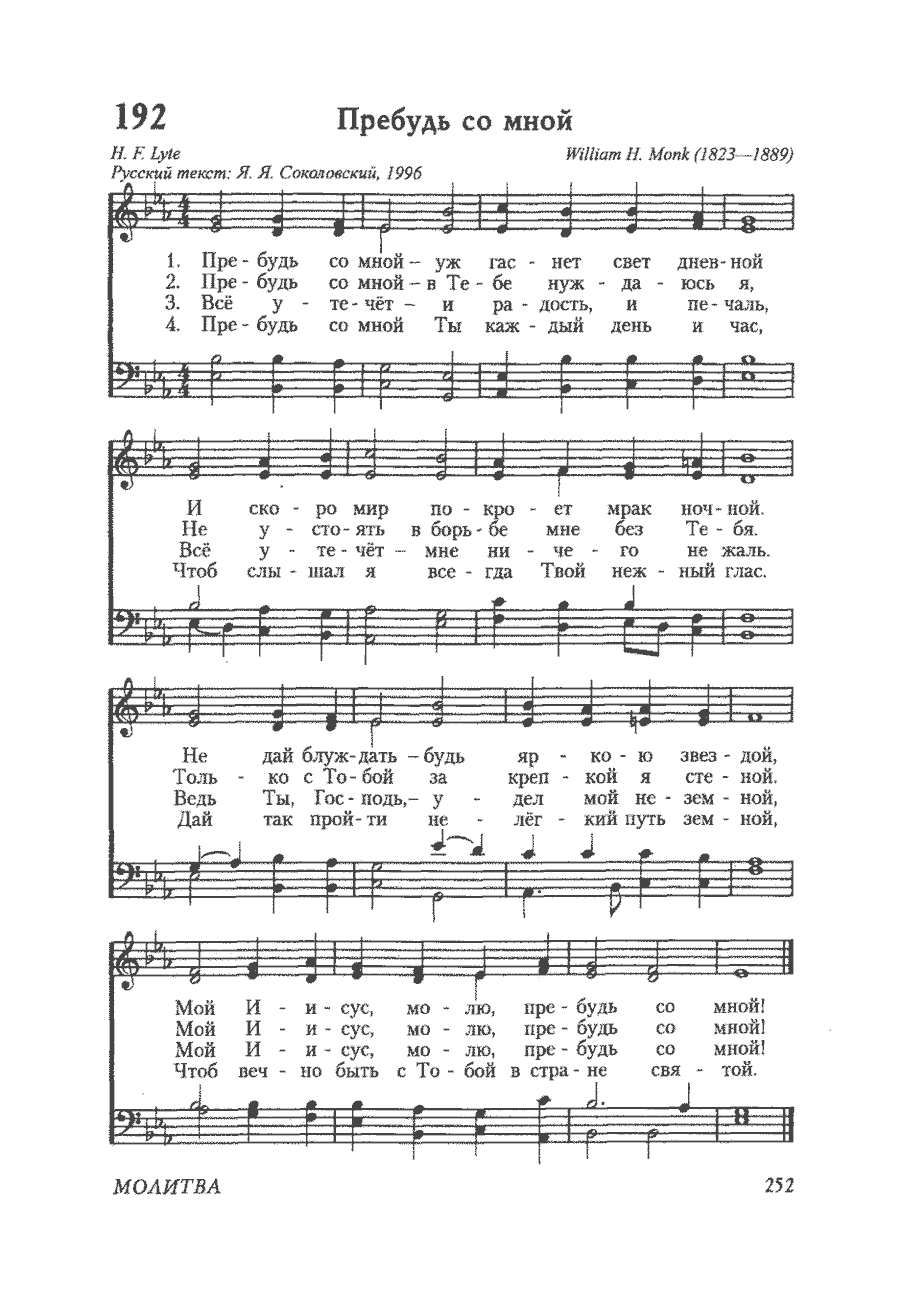 192
Пребудь со мной
H. F. Lyte
William H. Monk (1823—1889)
Русский текст: Я. Я. Соколовский, 1996
1. Пре - будь со мной – уж гас - нет свет днев - ной
2. Пре - будь со мной – в Те - бе нуж - да - юсь я,
3. Всё у - те - чёт – и ра - дость, и пе - чаль,
4. Пре - будь со мной Ты каж - дый день и час,
И ско - ро мир по - кро - ет мрак ноч - ной.
Не у - сто - ять в борь - бе мне без Те - бя.
Всё у - те - чёт – мне ни - че - го не жаль.
Чтоб слы - шал я все - гда Твой неж - ный глас.
Не дай блуж - дать – будь яр - ко - ю звез - дой,
Толь - ко с То - бой за креп - кой я сте - ной.
Ведь Ты, Гос - подь, – у - дел мой не - зем - ной,
Дай так прой - ти не - лёг - кий путь зем - ной,
Мой И - и - сус, мо - лю, пре - будь со мной!
Мой И - и - сус, мо - лю, пре - будь со мной!
Мой И - и - сус, мо - лю, пре - будь со мной!
Чтоб веч - но быть с То - бой в стра - не свя - той.
МОЛИТВА
252